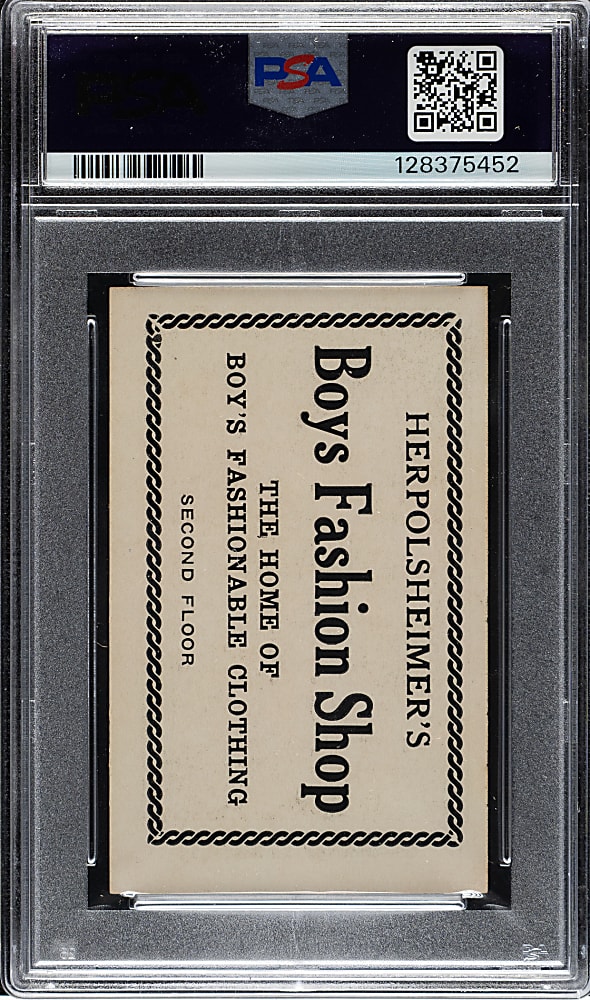 PSA
128375452
HERPOLSHEIMER'S
Boys Fashion Shop
THE HOME OF
BOY'S FASHIONABLE CLOTHING
SECOND FLOOR